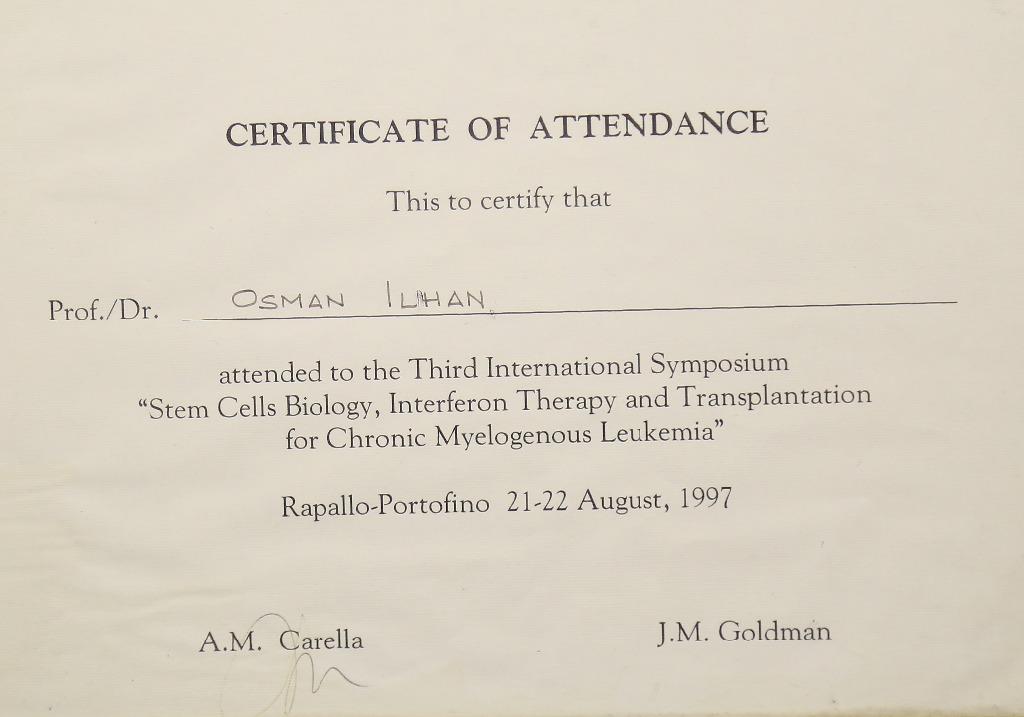 CERTIFICATE OF ATTENDANCE
This to certify that
Prof./Dr. OSMAN ILHAN
attended to the Third International Symposium
“Stem Cells Biology, Interferon Therapy and Transplantation
for Chronic Myelogenous Leukemia”
Rapallo-Portofino 21-22 August, 1997
A.M. Carella J.M. Goldman